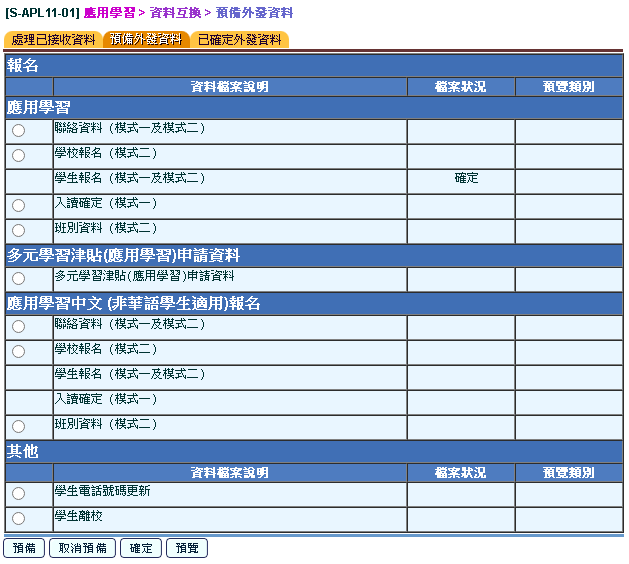 [S-APL11-01] 應用學習 > 資料互換 > 預備外發資料
處理已接收資料 預備外發資料 已確定外發資料
報名
資料檔案說明 檔案狀況 預覽類別
應用學習
聯絡資料 (模式一及模式二)
學校報名 (模式二)
學生報名 (模式一及模式二) 確定
入讀確定 (模式一)
班別資料 (模式二)
多元學習津貼(應用學習)申請資料
多元學習津貼(應用學習)申請資料
應用學習中文 (非華語學生適用)報名
聯絡資料 (模式一及模式二)
學校報名 (模式二)
學生報名 (模式一及模式二)
入讀確定 (模式一)
班別資料 (模式二)
其他
資料檔案說明 檔案狀況 預覽類別
學生電話號碼更新
學生離校
預備 取消預備 確定 預覽